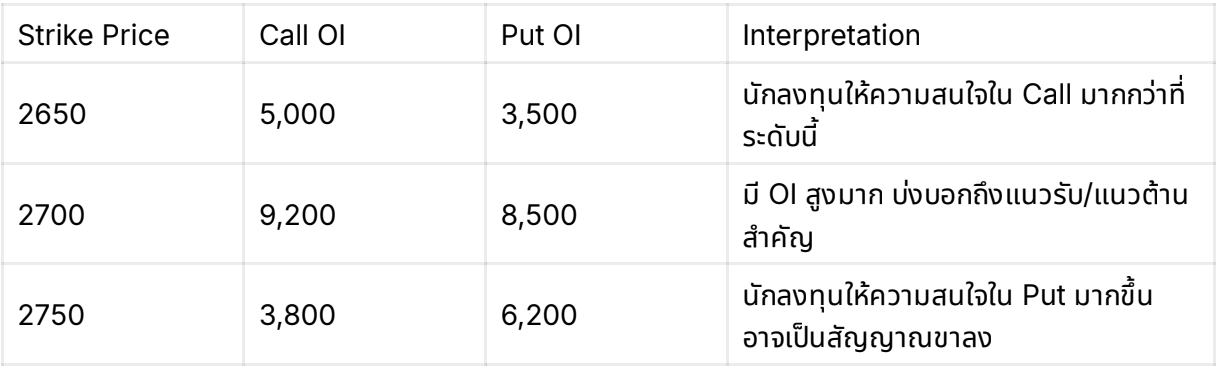 Strike Price Call OI Put OI Interpretation
2650 5,000 3,500 นักลงทุนให้ความสนใจใน Call มากกว่าที่
ระดับนี้
2700 9,200 8,500 มี OI สูงมาก บ่งบอกถึงแนวรับ/แนวต้าน
สำคัญ
2750 3,800 6,200 นักลงทุนให้ความสนใจใน Put มากขึ้น
อาจเป็นสัญญาณขาลง